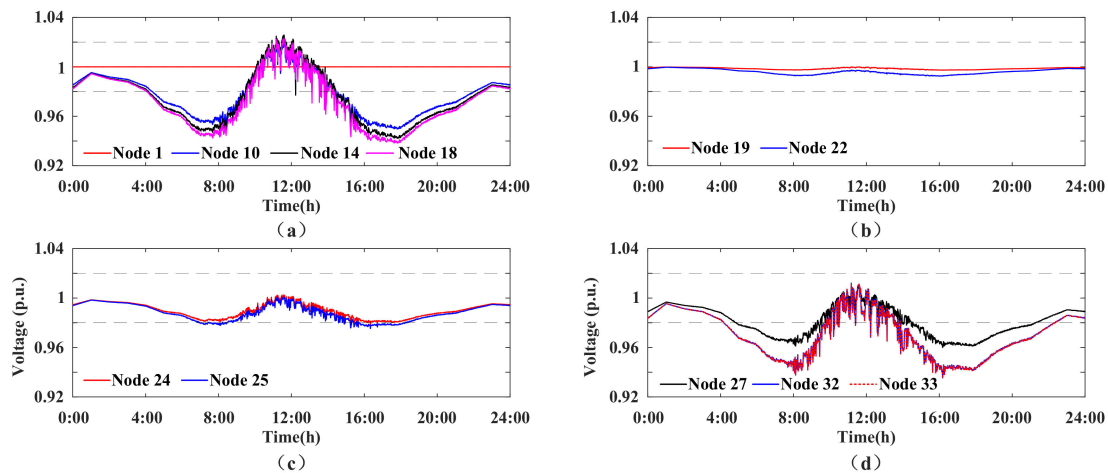 1.04
1
0.96
0.92
Node 1 Node 10 Node 14 Node 18
0:00 4:00 8:00 12:00 16:00 20:00 24:00
Time(h)
（a）
1.04
1
0.96
0.92
Node 19 Node 22
0:00 4:00 8:00 12:00 16:00 20:00 24:00
Time(h)
（b）
Voltage (p.u.)
1.04
1
0.96
0.92
Node 24 Node 25
0:00 4:00 8:00 12:00 16:00 20:00 24:00
Time(h)
（c）
Voltage (p.u.)
1.04
1
0.96
0.92
Node 27 Node 32 Node 33
0:00 4:00 8:00 12:00 16:00 20:00 24:00
Time(h)
（d）